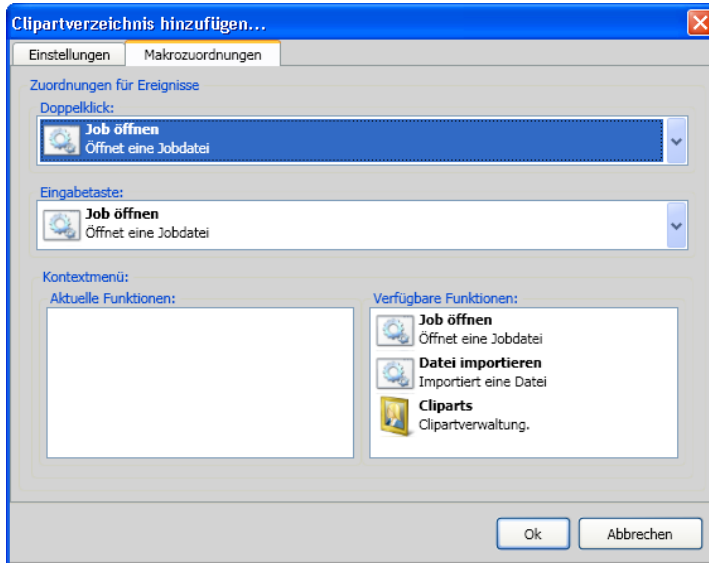 Clipartverzeichnis hinzufügen...
Einstellungen
Makrozuordnungen
Zuordnungen für Ereignisse
Doppelklick:
Job öffnen
Öffnet eine Jobdatei
Eingabetaste:
Job öffnen
Öffnet eine Jobdatei
Kontextmenü:
Aktuelle Funktionen:
Verfügbare Funktionen:
Job öffnen
Öffnet eine Jobdatei
Datei importieren
Importiert eine Datei
Cliparts
Clipartverwaltung.
Ok
Abbrechen